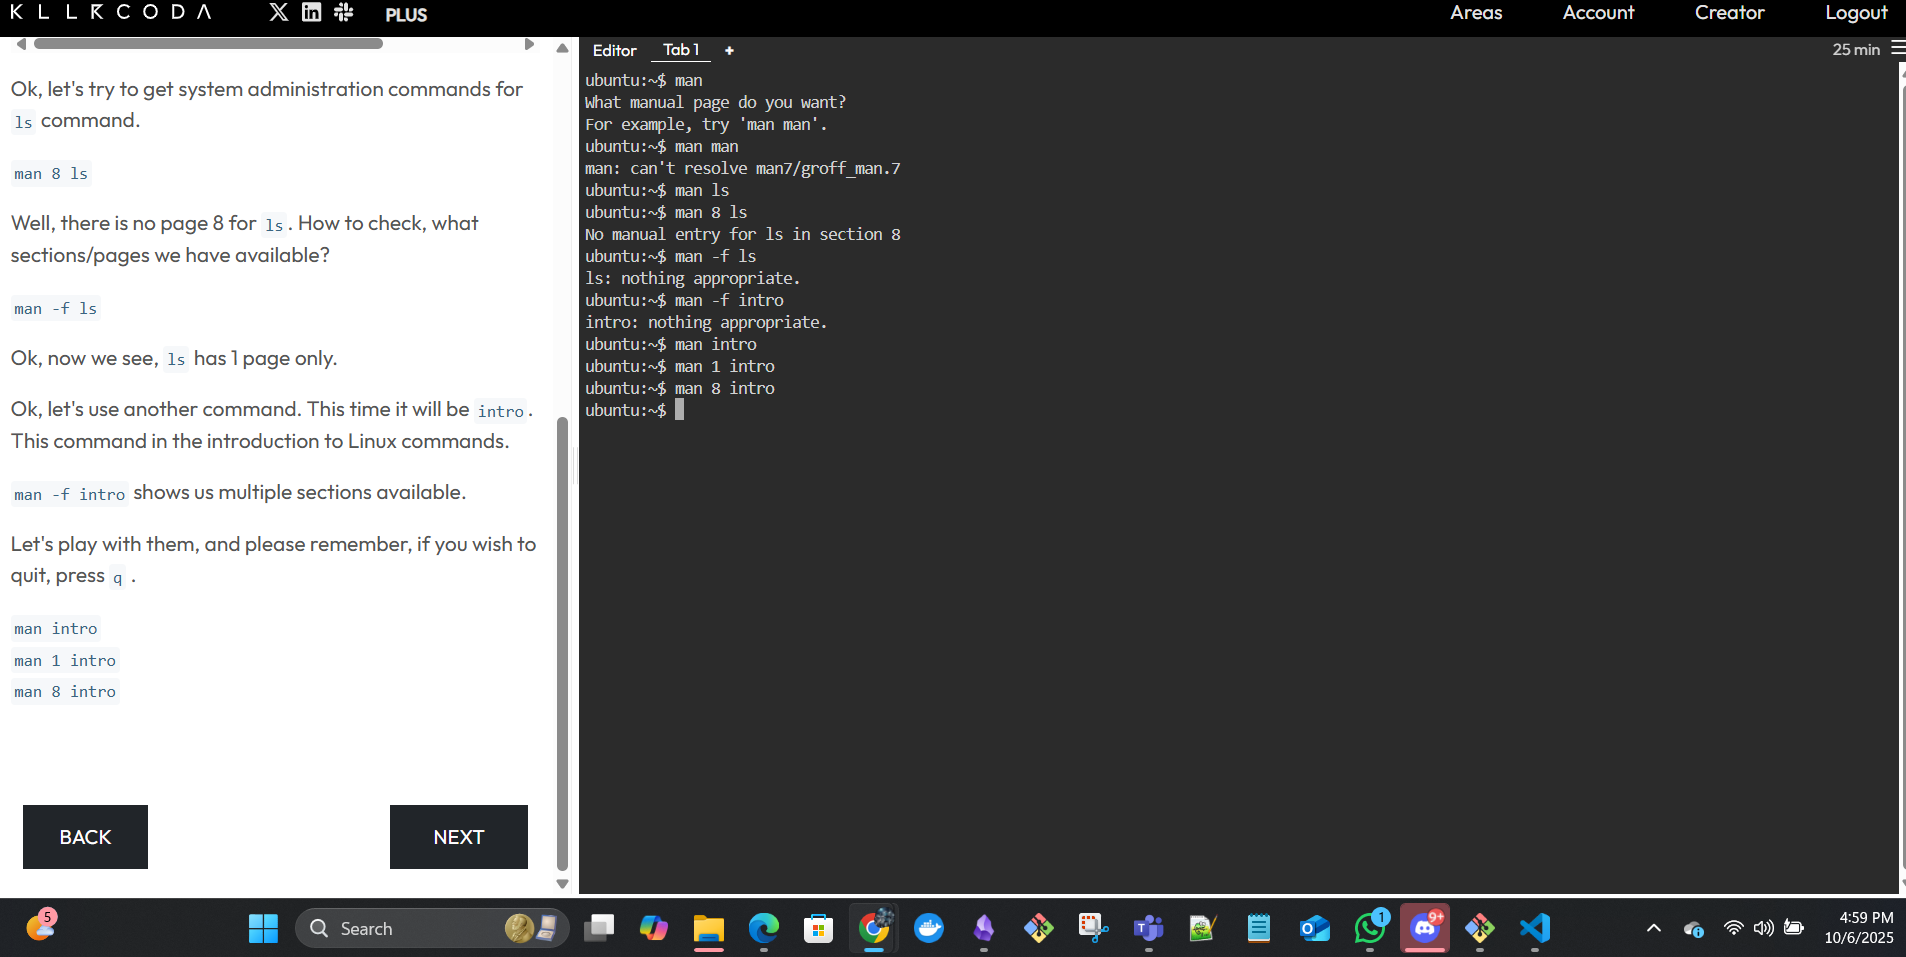 KLLRCODA
PLUS
Areas
Account
Creator
Logout
Ok, let's try to get system administration commands for
ls command.
man 8 ls
Well, there is no page 8 for ls. How to check, what
sections/pages we have available?
man -f ls
Ok, now we see, ls has 1 page only.
Ok, let's use another command. This time it will be intro.
This command in the introduction to Linux commands.
man -f intro shows us multiple sections available.
Let's play with them, and please remember, if you wish to
quit, press q .
man intro
man 1 intro
man 8 intro
BACK
NEXT
Editor
Tab 1
+
25 min
ubuntu:~$ man
What manual page do you want?
For example, try 'man man'.
ubuntu:~$ man man
man: can't resolve man7/groff_man.7
ubuntu:~$ man ls
ubuntu:~$ man 8 ls
No manual entry for ls in section 8
ubuntu:~$ man -f ls
ls: nothing appropriate.
ubuntu:~$ man -f intro
intro: nothing appropriate.
ubuntu:~$ man intro
ubuntu:~$ man 1 intro
ubuntu:~$ man 8 intro
ubuntu:~$
5
Search
1
9+
4:59 PM
10/6/2025